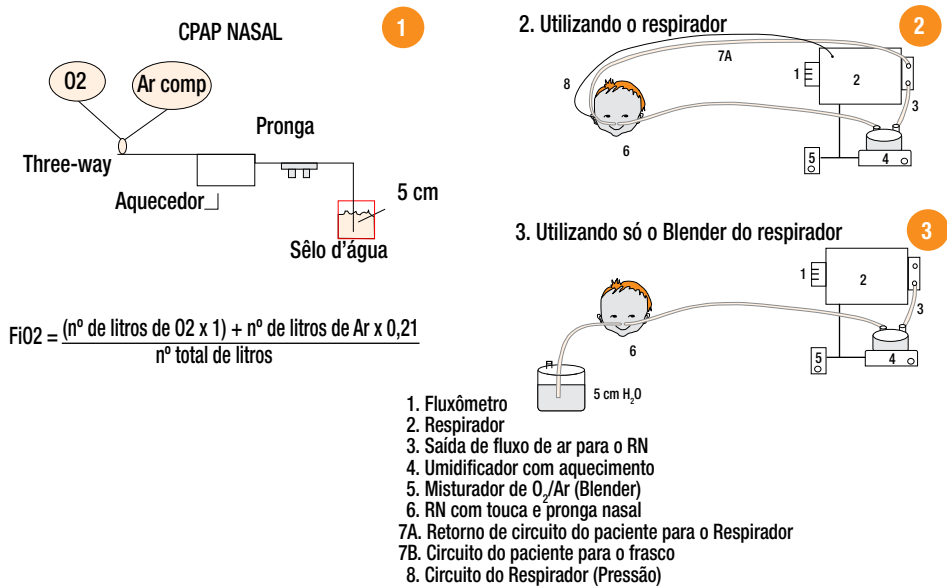 CPAP NASAL
1
O2
Ar comp
Three-way
Pronga
Aquecedor
5 cm
Sêlo d'água
FiO2 = (nº de litros de O2 x 1) + nº de litros de Ar x 0,21
nº total de litros
2. Utilizando o respirador
2
7A
8
1
2
3
6
5
4
3. Utilizando só o Blender do respirador
3
1
2
3
6
5
4
5 cm H2O
1. Fluxômetro
2. Respirador
3. Saída de fluxo de ar para o RN
4. Umidificador com aquecimento
5. Misturador de O2/Ar (Blender)
6. RN com touca e pronga nasal
7A. Retorno de circuito do paciente para o Respirador
7B. Circuito do paciente para o frasco
8. Circuito do Respirador (Pressão)